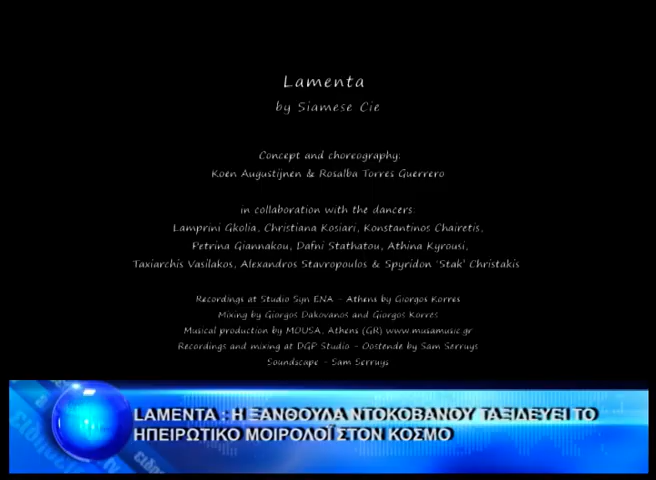 Lamenta
by Siamese Cie
Concept and choreography:
Koen Augustijnen & Rosalba Torres Guerrero
in collaboration with the dancers:
Lamprini Gkolia, Christiana Kosiari, Konstantinos Chairetis,
Petrina Giannakou, Dafni Stathatou, Athina Kyrousi,
Taxiarchis Vasilakos, Alexandros Stavropoulos & Spyridon 'Stak' Christakis
Recordings at Studio Syn ENA - Athens by Giorgos Korres
Mixing by Giorgos Dakovanos and Giorgos Korres
Musical production by MOUSA, Athens (GR) www.musamusic.gr
Recordings and mixing at DGP Studio - Oostende by Sam Serruys
Soundscape - Sam Serruys
LAMENTA : Η ΞΑΝΘΟΥΛΑ ΝΤΟΚΟΒΑΝΟΥ ΤΑΞΙΔΕΥΕΙ ΤΟ
ΗΠΕΙΡΩΤΙΚΟ ΜΟΙΡΟΛΟΪ ΣΤΟΝ ΚΟΣΜΟ